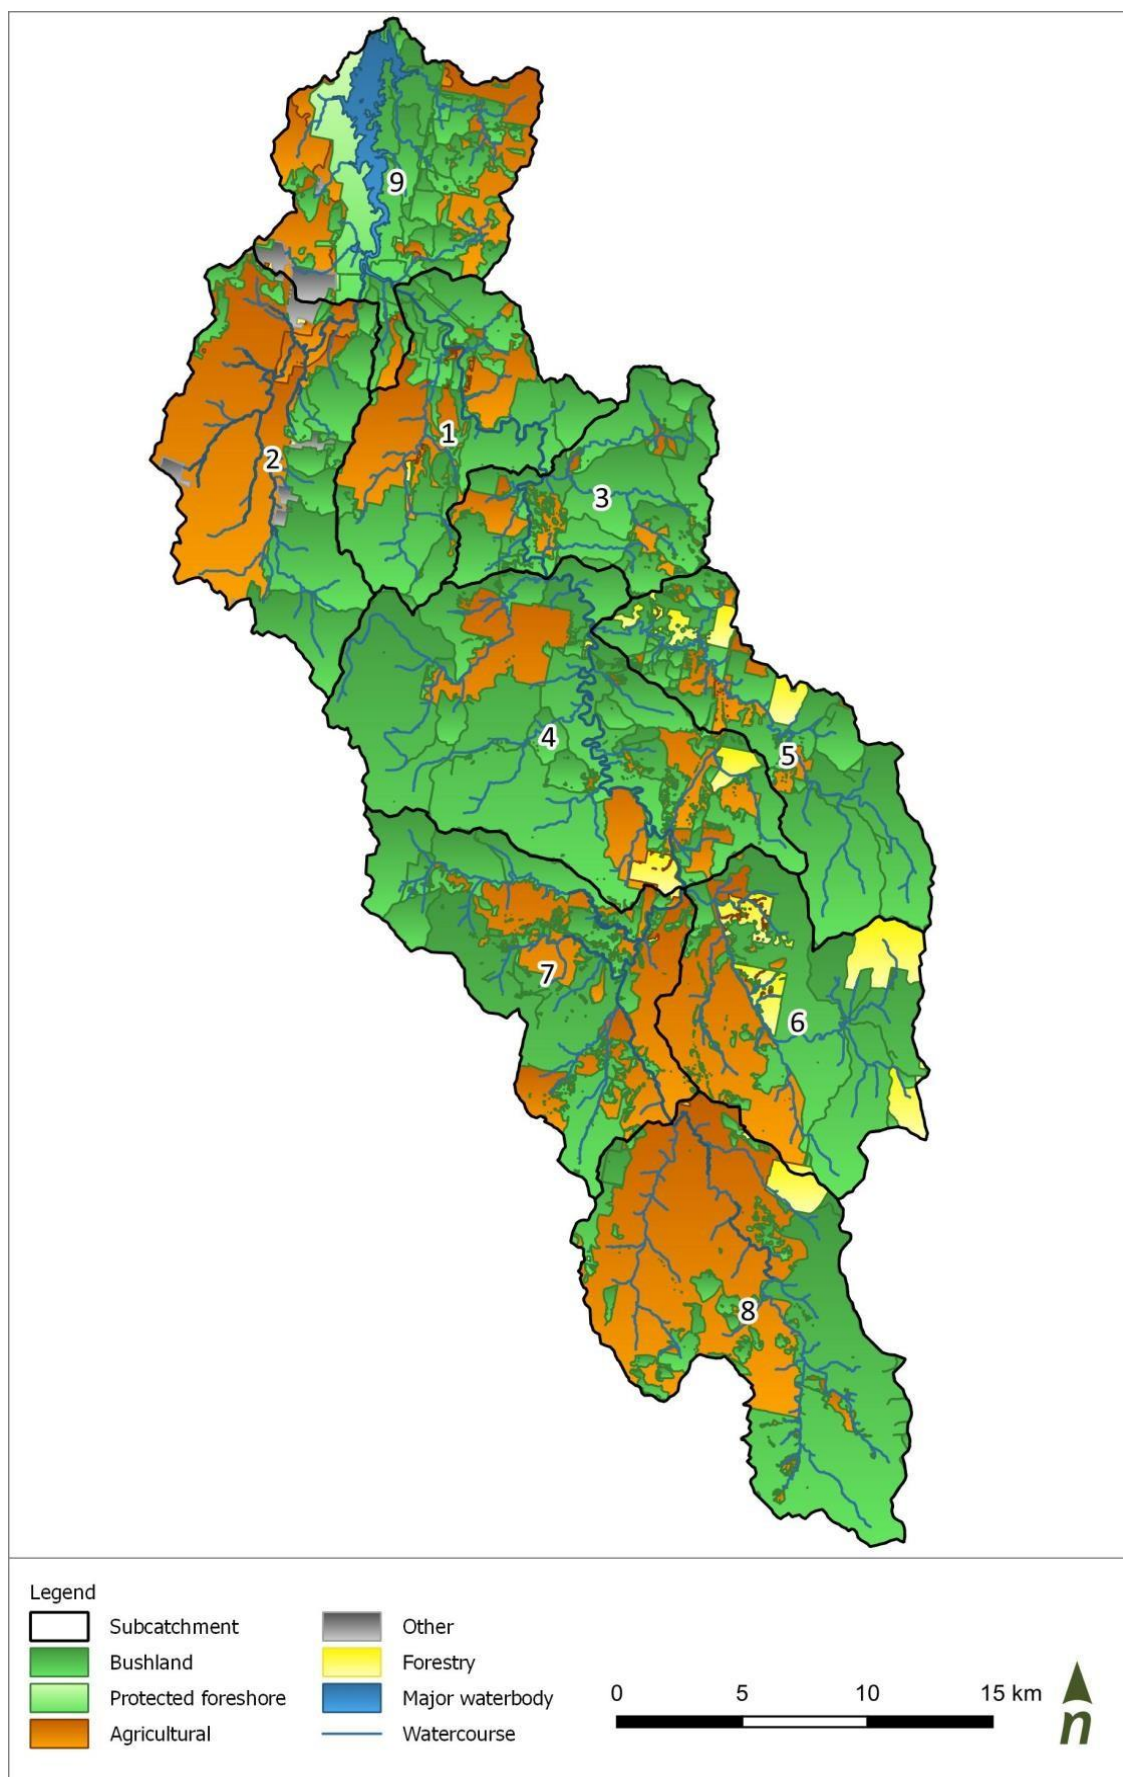 9
1
2
3
4
5
7
6
8
Legend
Subcatchment
Bushland
Protected foreshore
Agricultural
Other
Forestry
Major waterbody
Watercourse
0 5 10 15 km
n